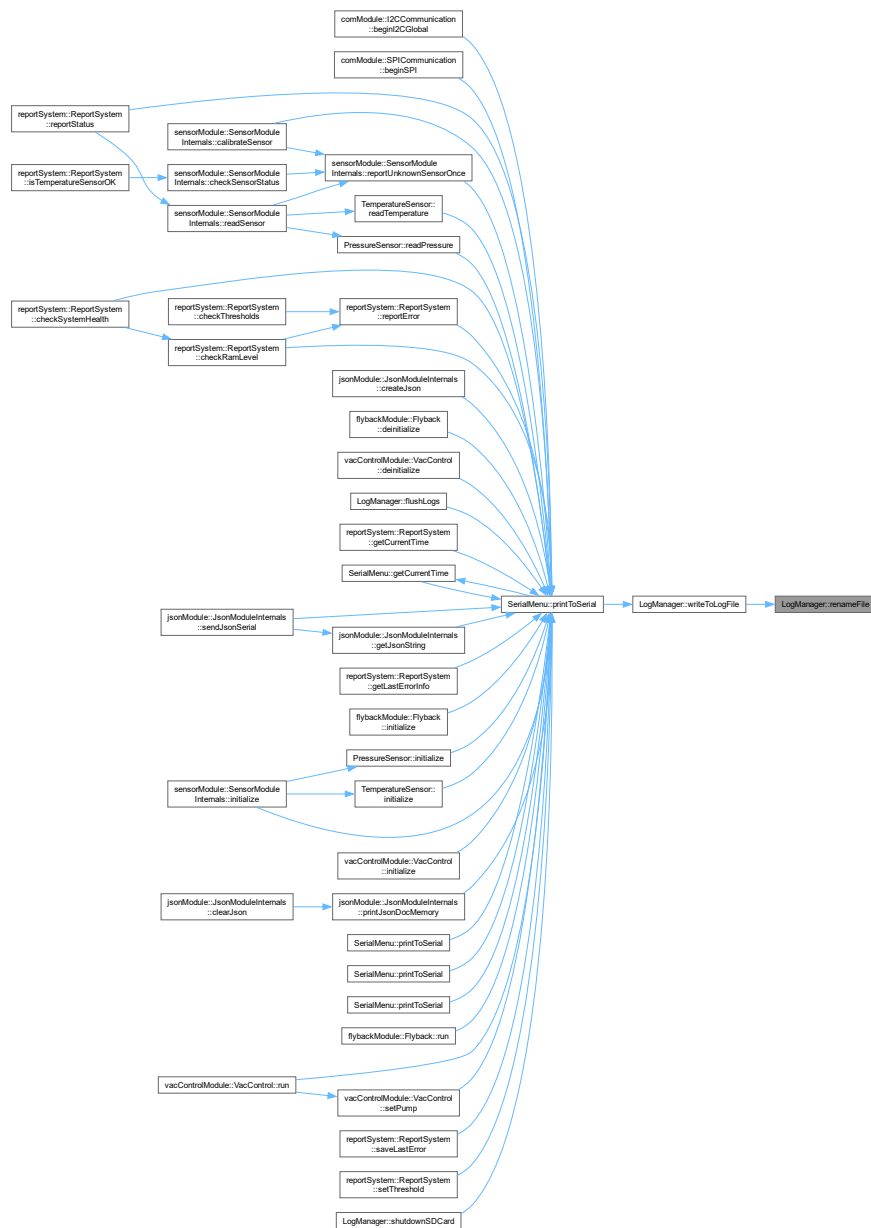 comModule::I2CCommunication
::beginI2CGlobal
comModule::SPICommunication
::beginSPI
reportSystem::ReportSystem
::reportStatus
sensorModule::SensorModule
Internals::calibrateSensor
sensorModule::SensorModule
Internals::reportUnknownSensorOnce
reportSystem::ReportSystem
::isTemperatureSensorOK
sensorModule::SensorModule
Internals::checkSensorStatus
sensorModule::SensorModule
Internals::readSensor
TemperatureSensor::
readTemperature
PressureSensor::readPressure
reportSystem::ReportSystem
::checkSystemHealth
reportSystem::ReportSystem
::checkThresholds
reportSystem::ReportSystem
::reportError
reportSystem::ReportSystem
::checkRamLevel
jsonModule::JsonModuleInternals
::createJson
flybackModule::Flyback
::deinitialize
vacControlModule::VacControl
::deinitialize
LogManager::flushLogs
reportSystem::ReportSystem
::getCurrentTime
SerialMenu::getCurrentTime
SerialMenu::printToSerial
LogManager::writeToLogFile
LogManager::renameFile
jsonModule::JsonModuleInternals
::sendJsonSerial
jsonModule::JsonModuleInternals
::getJsonString
reportSystem::ReportSystem
::getLastErrorInfo
flybackModule::Flyback
::initialize
PressureSensor::initialize
sensorModule::SensorModule
Internals::initialize
TemperatureSensor::
initialize
vacControlModule::VacControl
::initialize
jsonModule::JsonModuleInternals
::clearJson
jsonModule::JsonModuleInternals
::printJsonDocMemory
SerialMenu::printToSerial
SerialMenu::printToSerial
SerialMenu::printToSerial
flybackModule::Flyback::run
vacControlModule::VacControl::run
vacControlModule::VacControl
::setPump
reportSystem::ReportSystem
::saveLastError
reportSystem::ReportSystem
::setThreshold
LogManager::shutdownSDCard